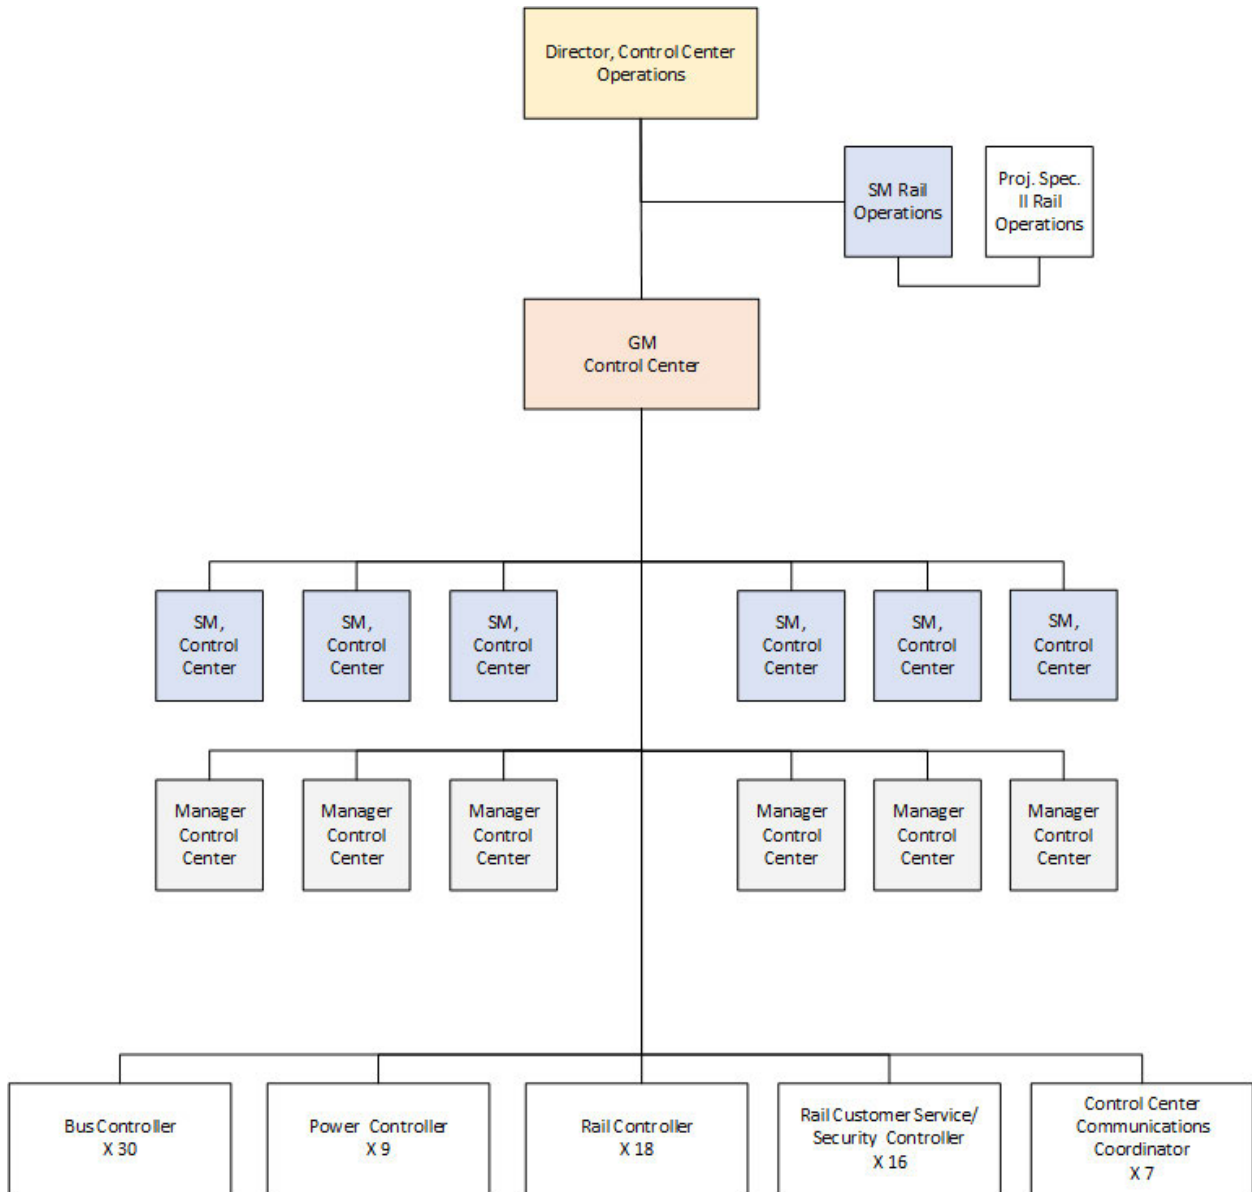 Director, Control Center
Operations
SM Rail
Operations
Proj. Spec.
II Rail
Operations
GM
Control Center
SM,
Control
Center
SM,
Control
Center
SM,
Control
Center
SM,
Control
Center
SM,
Control
Center
SM,
Control
Center
Manager
Control
Center
Manager
Control
Center
Manager
Control
Center
Manager
Control
Center
Manager
Control
Center
Manager
Control
Center
Bus Controller
X 30
Power Controller
X 9
Rail Controller
X 18
Rail Customer Service/
Security Controller
X 16
Control Center
Communications
Coordinator
X 7